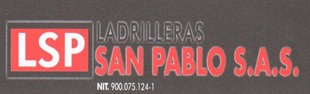 LSP
LADRILLERAS
SAN PABLO S.A.S.
NIT. 900.075.124-1